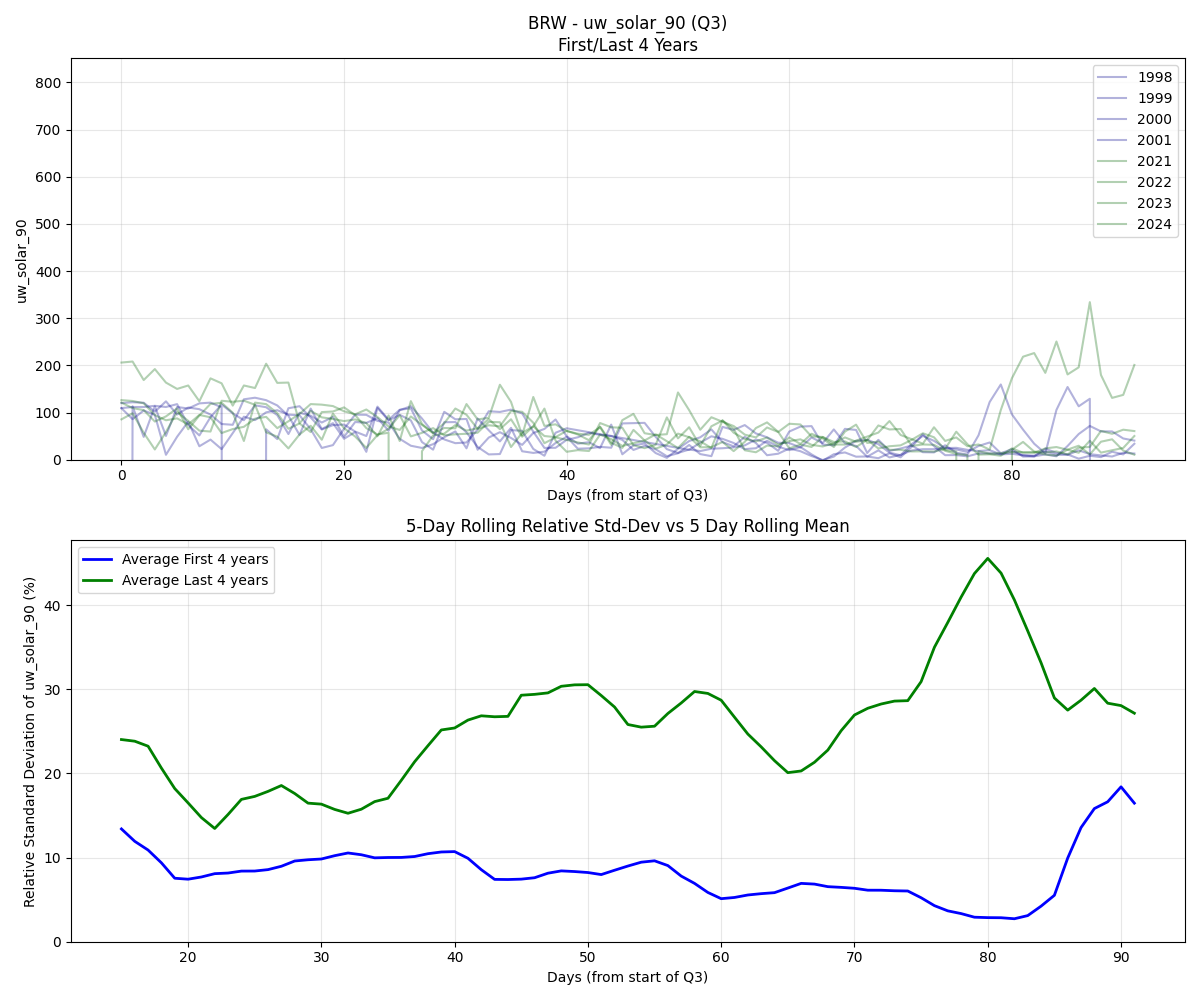 BRW - uw_solar_90 (Q3)
First/Last 4 Years
800
700
600
500
400
300
200
100
0
uw_solar_90
0 20 40 60 80
Days (from start of Q3)
1998
1999
2000
2001
2021
2022
2023
2024
5-Day Rolling Relative Std-Dev vs 5 Day Rolling Mean
Average First 4 years
Average Last 4 years
40
30
20
10
0
Relative Standard Deviation of uw_solar_90 (%)
20 30 40 50 60 70 80 90
Days (from start of Q3)